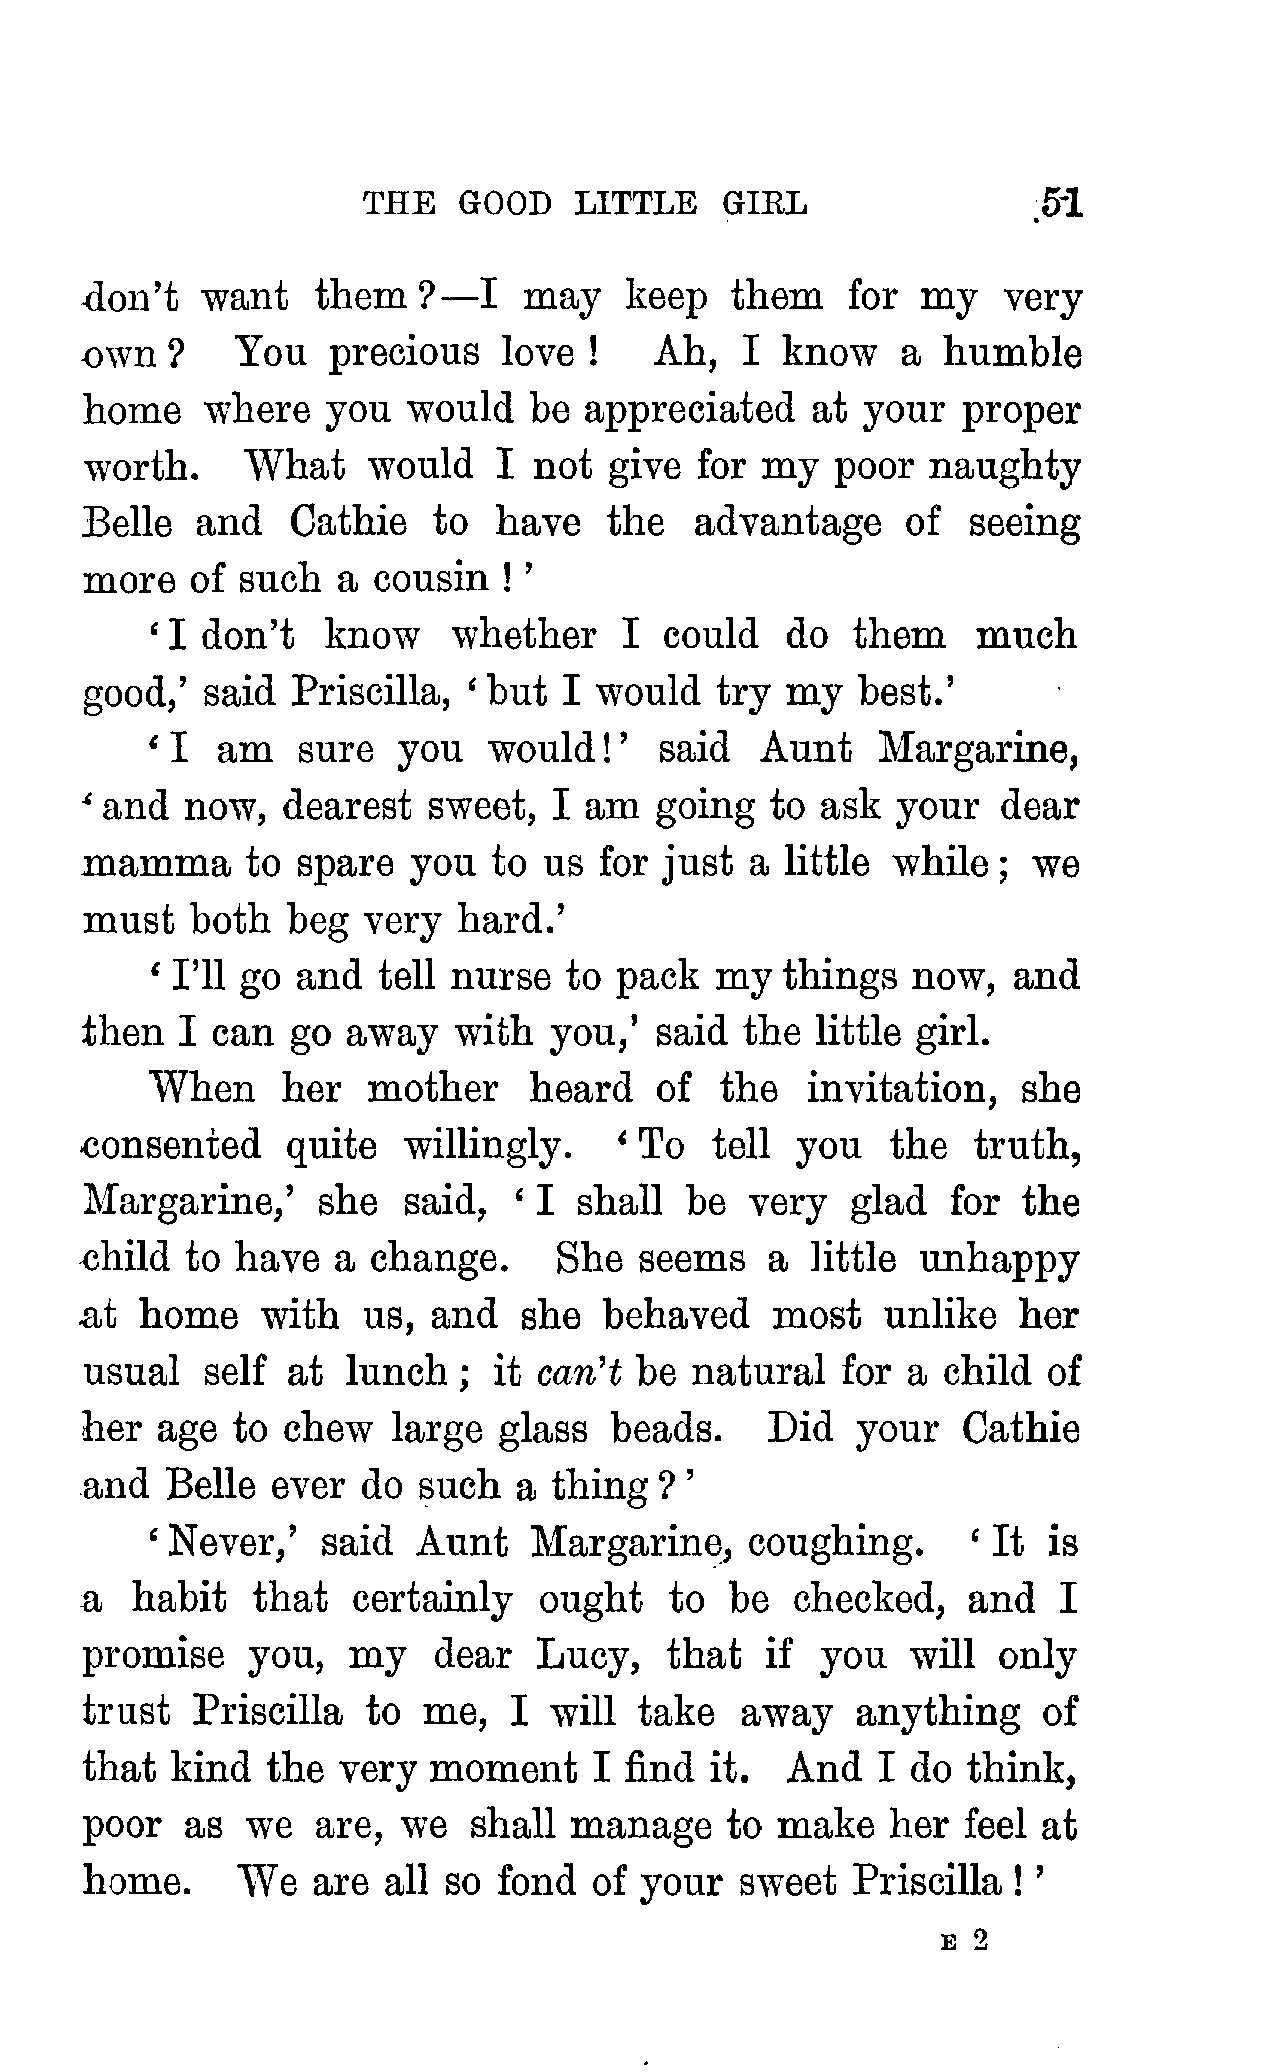 THE GOOD LITTLE GIRL 51
don't want them?—I may keep them for my very
own? You precious love! Ah, I know a humble
home where you would be appreciated at your proper
worth. What would I not give for my poor naughty
Belle and Cathie to have the advantage of seeing
more of such a cousin!'
'I don't know whether I could do them much
good,' said Priscilla, 'but I would try my best.'
'I am sure you would!' said Aunt Margarine,
'and now, dearest sweet, I am going to ask your dear
mamma to spare you to us for just a little while; we
must both beg very hard.'
'I'll go and tell nurse to pack my things now, and
then I can go away with you,' said the little girl.
When her mother heard of the invitation, she
consented quite willingly. 'To tell you the truth,
Margarine,' she said, 'I shall be very glad for the
child to have a change. She seems a little unhappy
at home with us, and she behaved most unlike her
usual self at lunch; it can't be natural for a child of
her age to chew large glass beads. Did your Cathie
and Belle ever do such a thing?'
'Never,' said Aunt Margarine, coughing. 'It is
a habit that certainly ought to be checked, and I
promise you, my dear Lucy, that if you will only
trust Priscilla to me, I will take away anything of
that kind the very moment I find it. And I do think,
poor as we are, we shall manage to make her feel at
home. We are all so fond of your sweet Priscilla!'
E 2